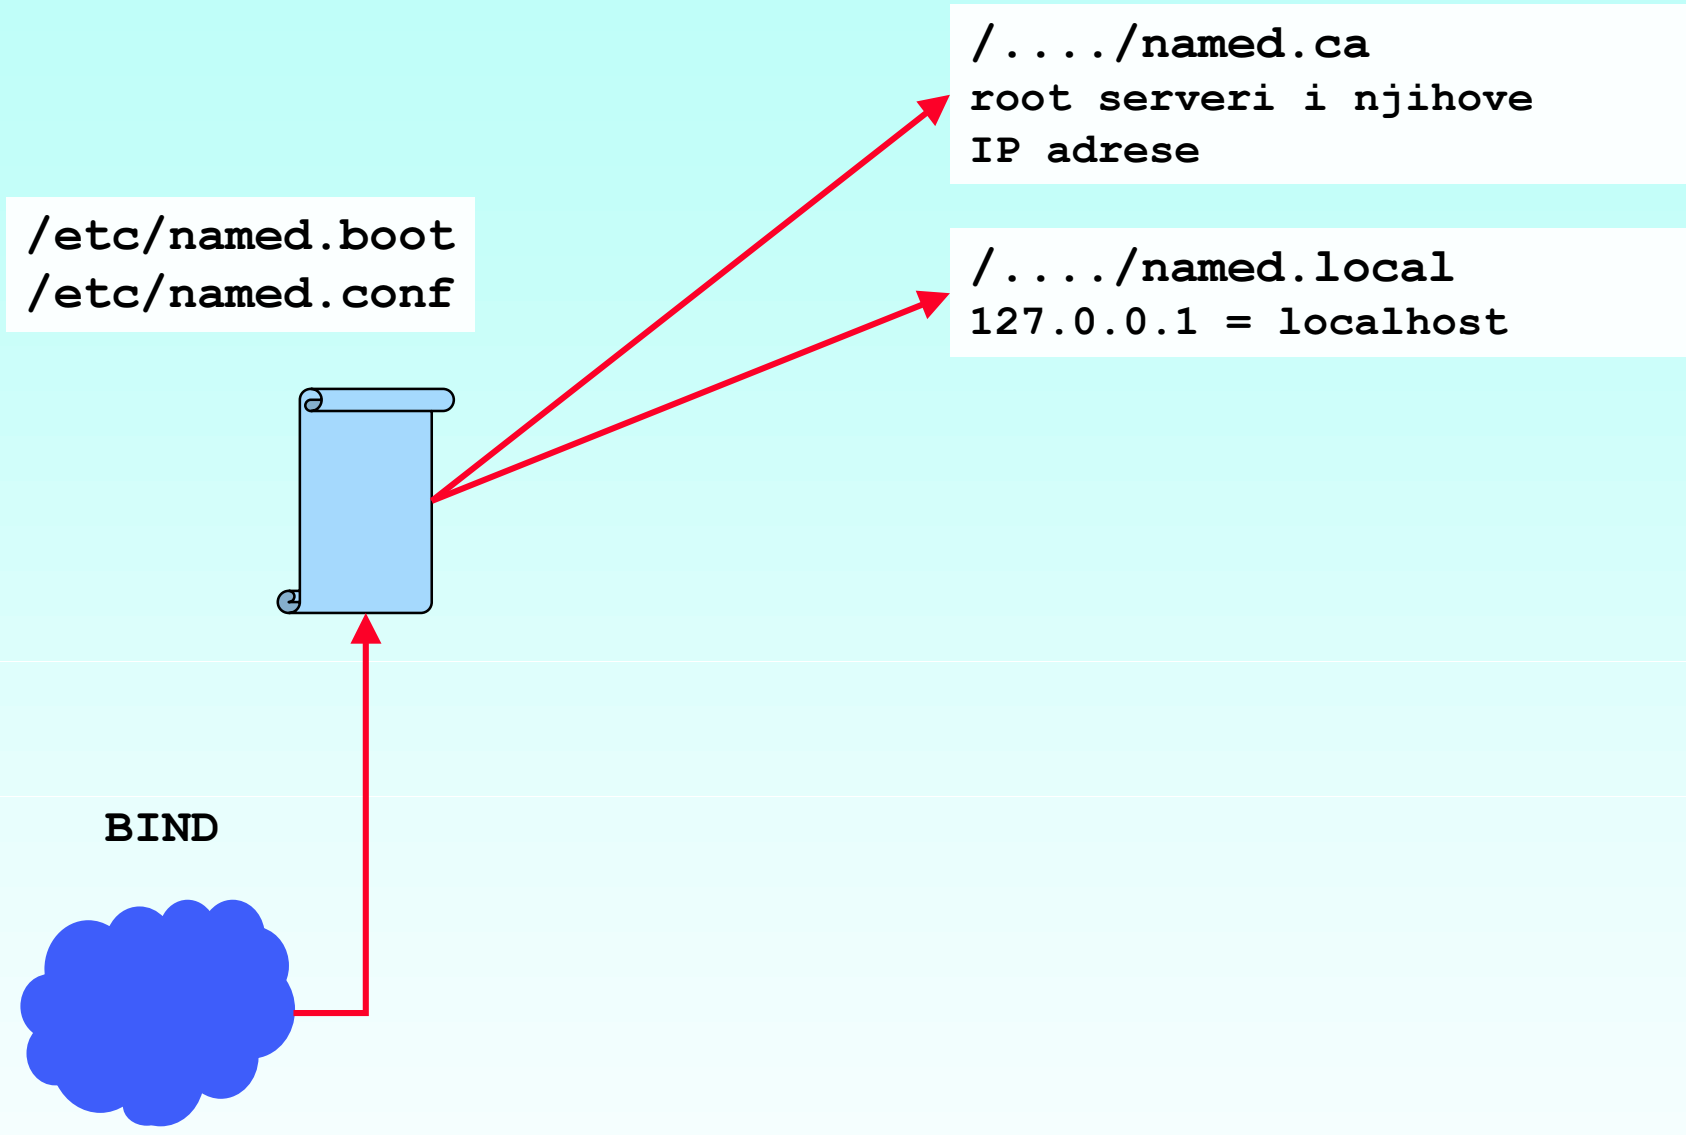 /..../named.ca
root serveri i njihove
IP adrese
/etc/named.boot
/etc/named.conf
/..../named.local
127.0.0.1 = localhost
BIND